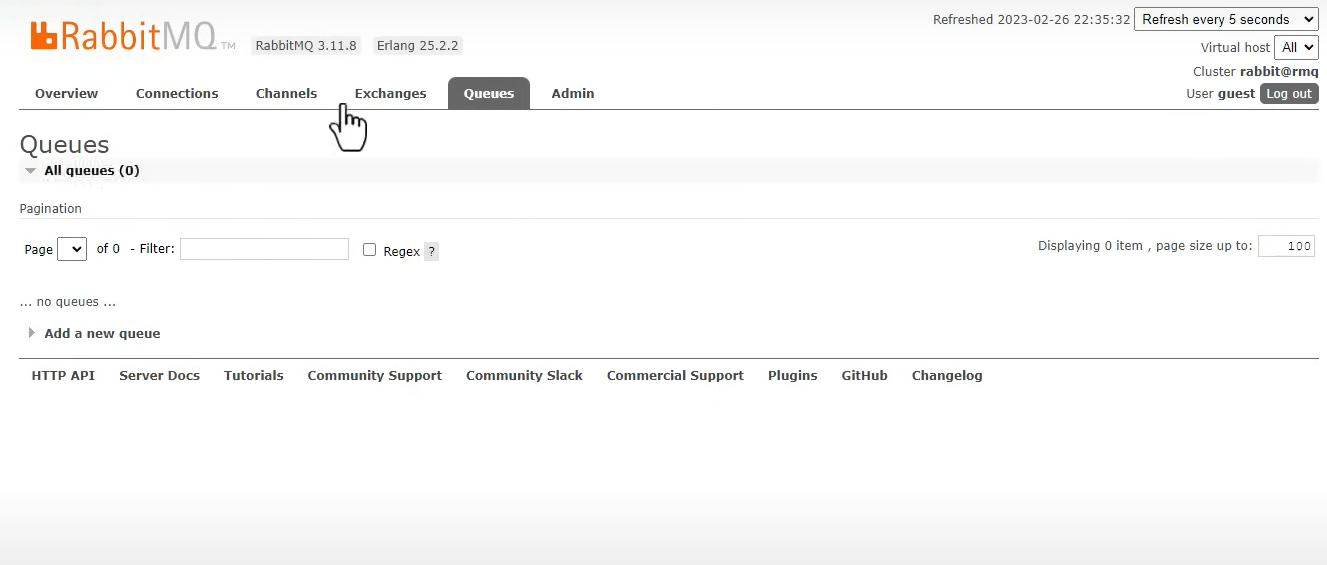 RabbitMQ TM RabbitMQ 3.11.8 Erlang 25.2.2
Refreshed 2023-02-26 22:35:32 Refresh every 5 seconds
Virtual host All
Cluster rabbit@rmq
User guest Log out
Overview Connections Channels Exchanges Queues Admin
Queues
All queues (0)
Pagination
Page of 0 - Filter: Regex ? Displaying 0 item , page size up to: 100
... no queues ...
Add a new queue
HTTP API Server Docs Tutorials Community Support Community Slack Commercial Support Plugins GitHub Changelog